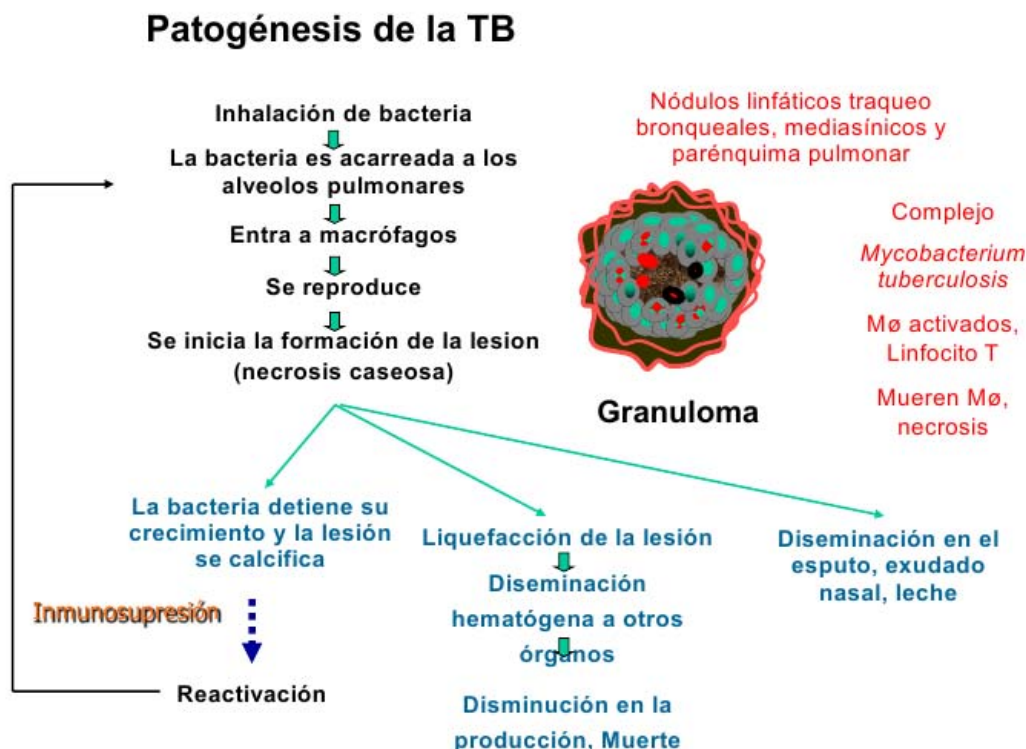 Patogénesis de la TB
Inhalación de bacteria
La bacteria es acarreada a los
alveolos pulmonares
Entra a macrófagos
Se reproduce
Se inicia la formación de la lesion
(necrosis caseosa)
Nódulos linfáticos traqueo
bronqueales, mediasínicos y
parénquima pulmonar
Complejo
Mycobacterium
tuberculosis
Mø activados,
Linfocito T
Mueren Mø,
necrosis
Granuloma
La bacteria detiene su
crecimiento y la lesión
se calcifica
Inmunosupresión
Reactivación
Liquefacción de la lesión
Diseminación
hematógena a otros
órganos
Disminución en la
producción, Muerte
Diseminación en el
esputo, exudado
nasal, leche